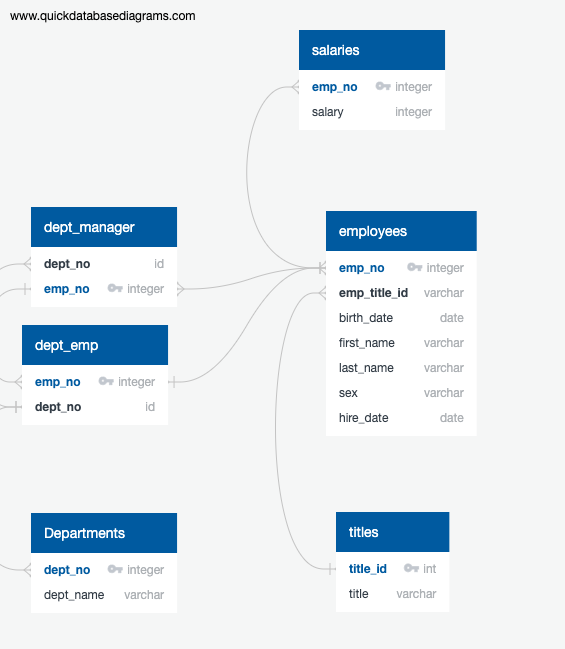 www.quickdatabasediagrams.com
salaries
emp_no integer
salary integer
dept_manager
dept_no id
emp_no integer
employees
emp_no integer
emp_title_id varchar
birth_date date
first_name varchar
last_name varchar
sex varchar
hire_date date
dept_emp
emp_no integer
dept_no id
Departments
dept_no integer
dept_name varchar
titles
title_id int
title varchar